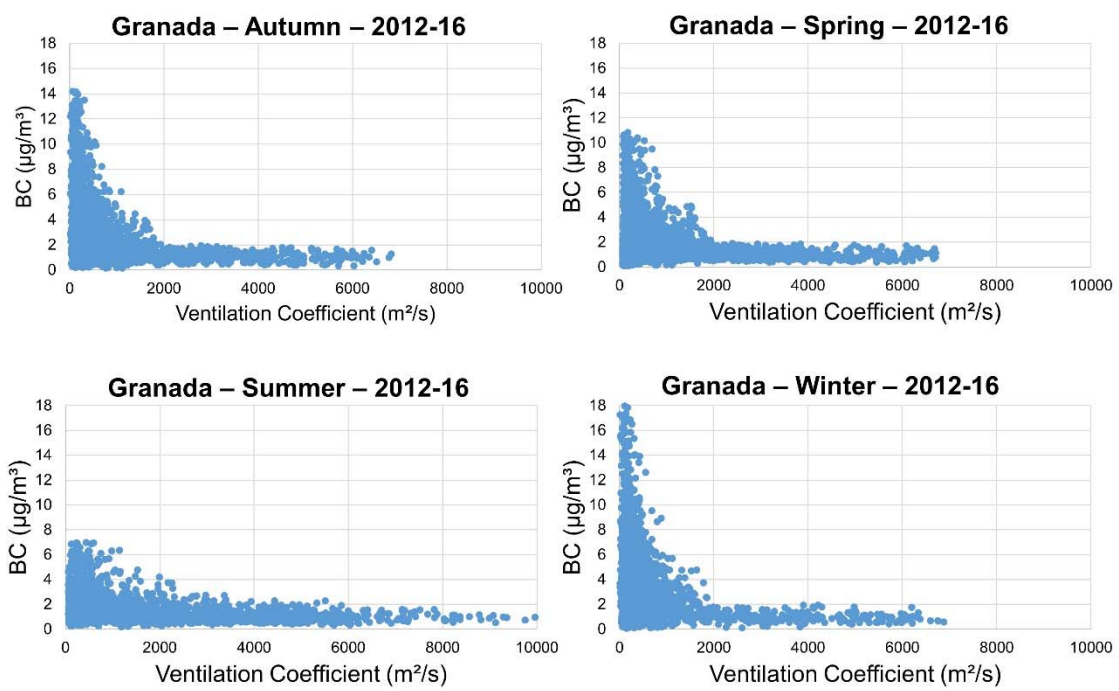 Granada – Autumn – 2012-16
18
16
14
12
10
8
6
4
2
0
BC (µg/m³)
0 2000 4000 6000 8000 10000
Ventilation Coefficient (m²/s)
Granada – Spring – 2012-16
18
16
14
12
10
8
6
4
2
0
BC (µg/m³)
0 2000 4000 6000 8000 10000
Ventilation Coefficient (m²/s)
Granada – Summer – 2012-16
18
16
14
12
10
8
6
4
2
0
BC (µg/m³)
0 2000 4000 6000 8000 10000
Ventilation Coefficient (m²/s)
Granada – Winter – 2012-16
18
16
14
12
10
8
6
4
2
0
BC (µg/m³)
0 2000 4000 6000 8000 10000
Ventilation Coefficient (m²/s)